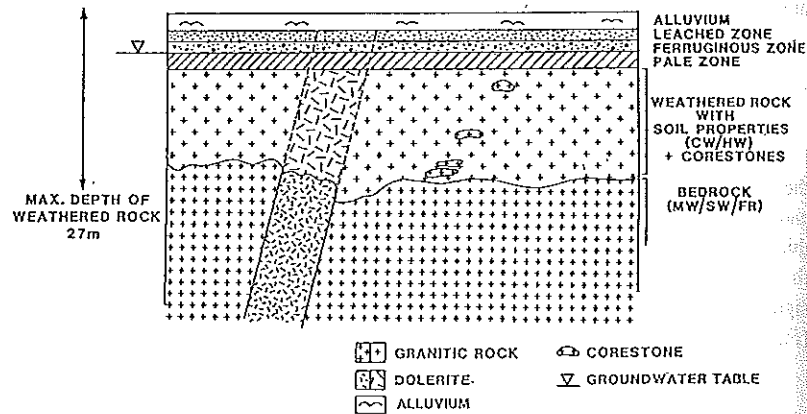 ALLUVIUM
LEACHED ZONE
FERRUGINOUS ZONE
PALE ZONE
WEATHERED ROCK
WITH
SOIL PROPERTIES
(CW/HW)
+ CORESTONES
BEDROCK
(MW/SW/FR)
MAX. DEPTH OF
WEATHERED ROCK
27m
GRANITIC ROCK
CORESTONE
DOLERITE
GROUNDWATER TABLE
ALLUVIUM